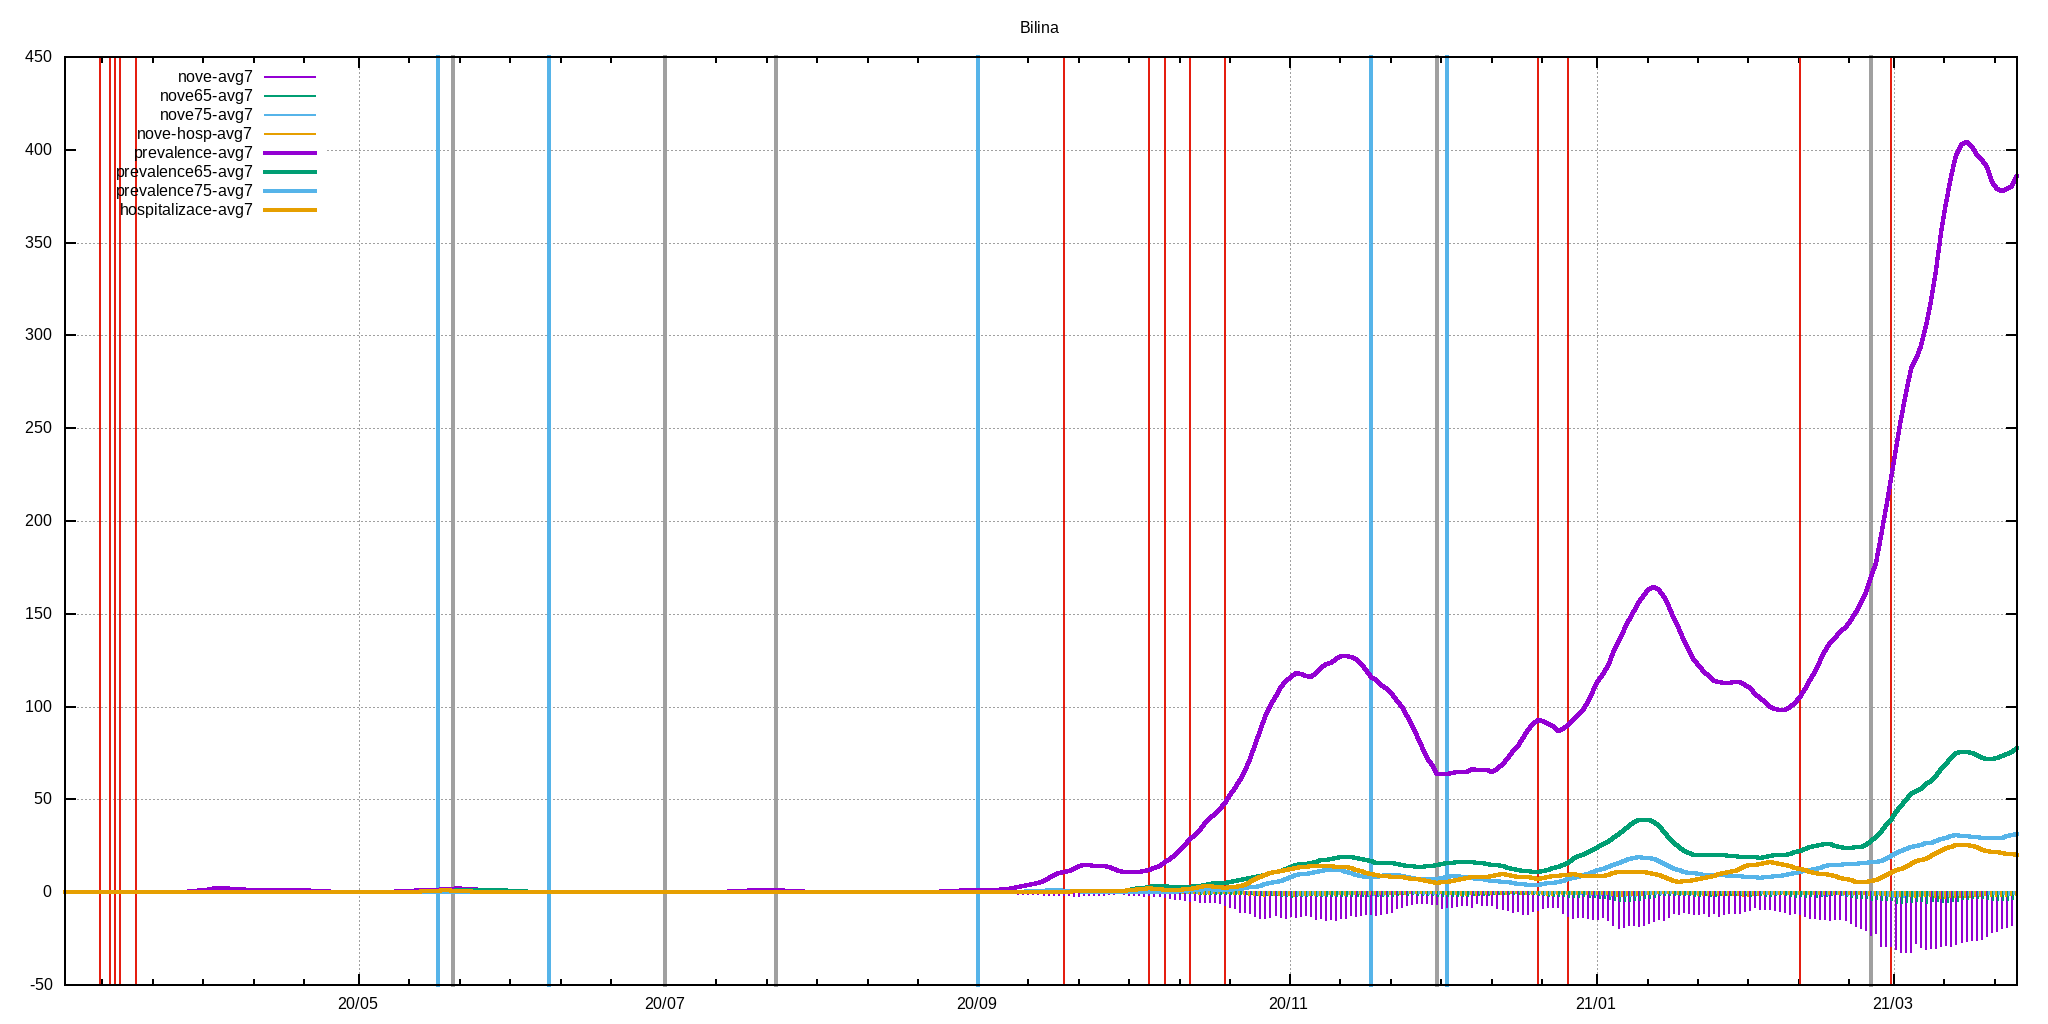 Bilina
450
400
350
300
250
200
150
100
50
0
-50
nove-avg7
nove65-avg7
nove75-avg7
nove-hosp-avg7
prevalence-avg7
prevalence65-avg7
prevalence75-avg7
hospitalizace-avg7
20/05 20/07 20/09 20/11 21/01 21/03